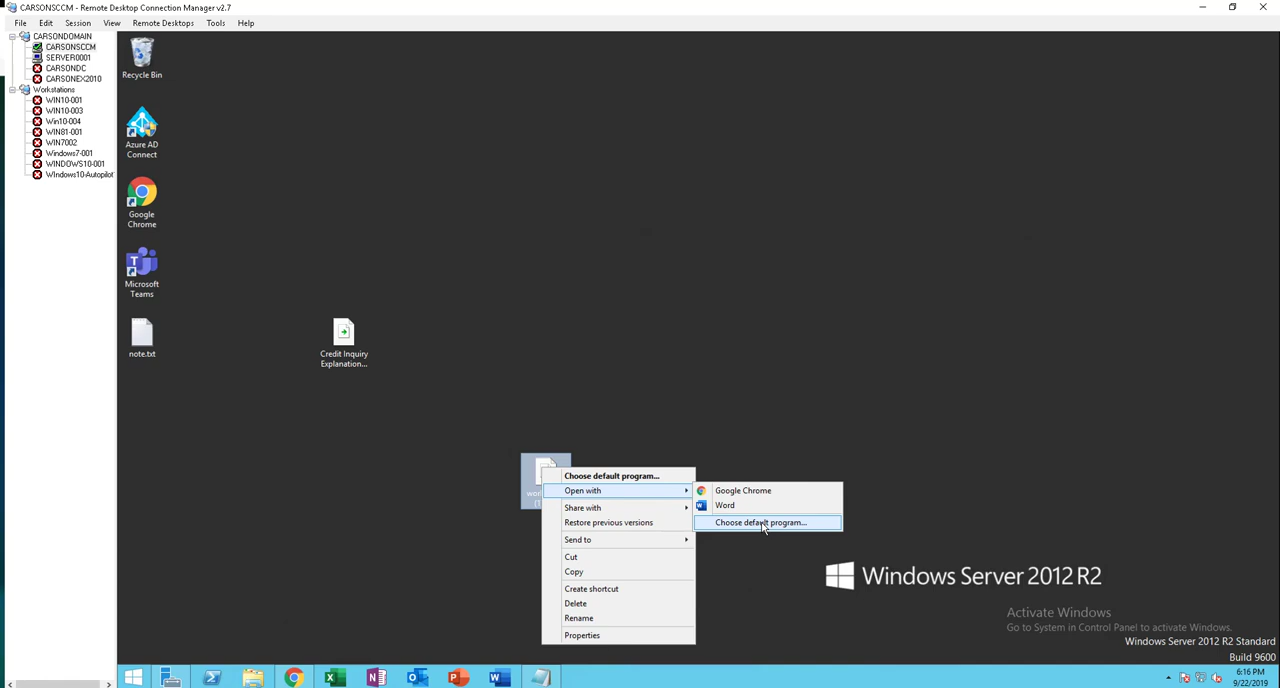 CARSONSCCM - Remote Desktop Connection Manager v2.7
File Edit Session View Remote Desktops Tools Help
CARSONDOMAIN
CARSONSCCM
SERVER0001
CARSONDC
CARSONEX2010
Workstations
WIN10-001
WIN10-003
Win10-004
WIN81-001
WIN7002
Windows7-001
WINDOWS10-001
WIndows10-Autopilot
Recycle Bin
Azure AD
Connect
Google
Chrome
Microsoft
Teams
note.txt
Credit Inquiry
Explanation...
Choose default program...
Open with
Share with
Restore previous versions
Send to
Cut
Copy
Create shortcut
Delete
Rename
Properties
Google Chrome
Word
Choose default program...
Windows Server 2012 R2
Activate Windows
Go to System in Control Panel to activate Windows.
Windows Server 2012 R2 Standard
Build 9600
6:16 PM
9/22/2019